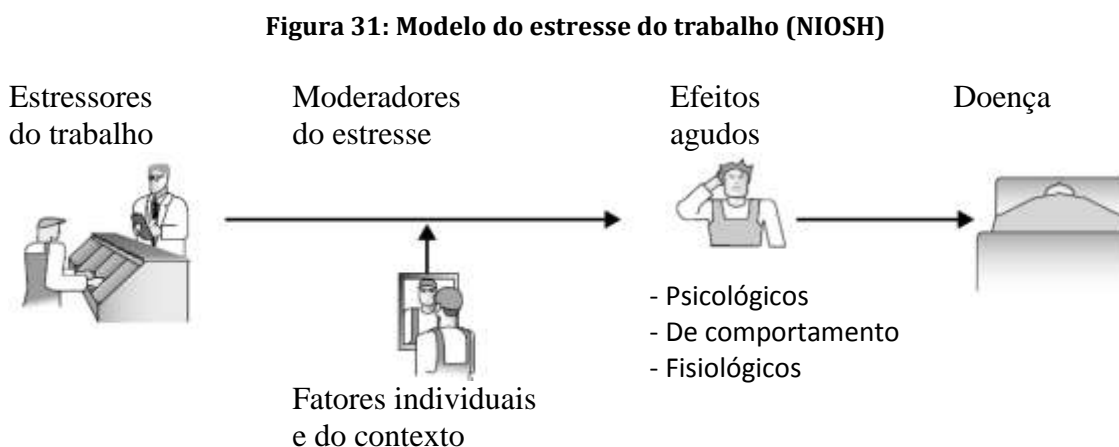 Figura 31: Modelo do estresse do trabalho (NIOSH)
Estressores
do trabalho
Moderadores
do estresse
Efeitos
agudos
Doença
- Psicológicos
- De comportamento
- Fisiológicos
Fatores individuais
e do contexto